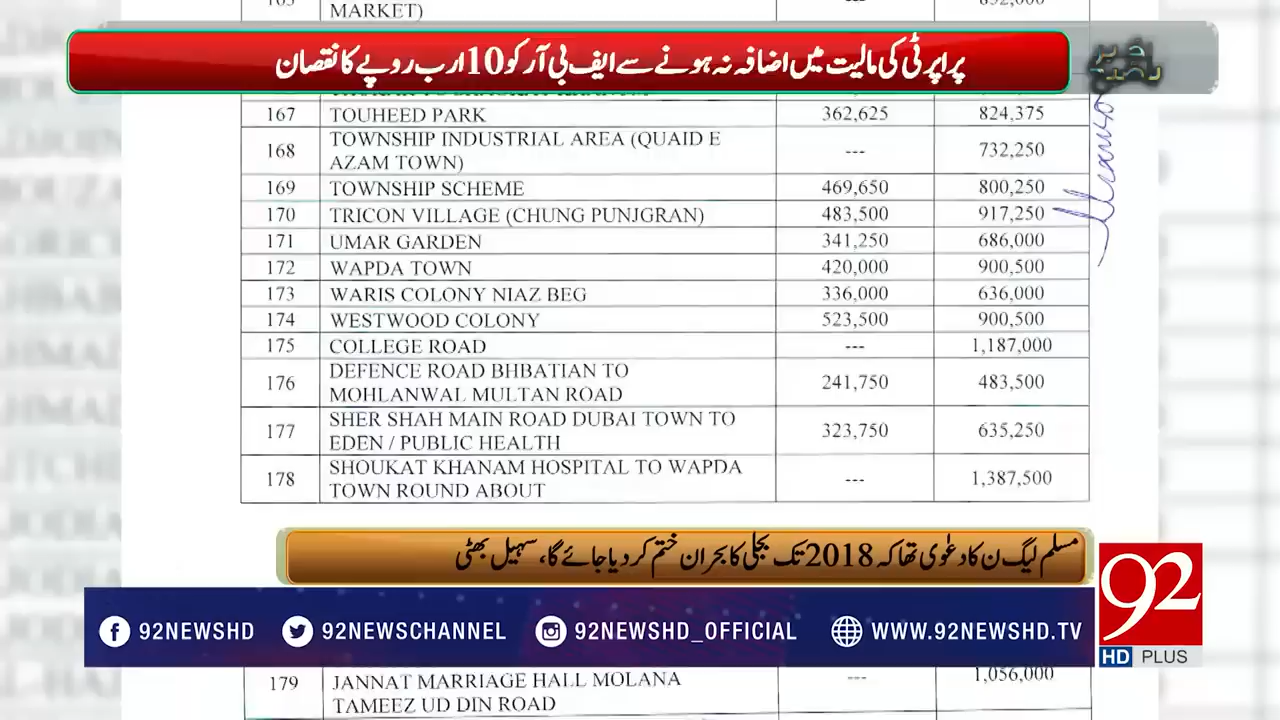 MARKET)
پراپرٹی کی مالیت میں اضافہ نہ ہونے سے ایف بی آر کو 10 ارب روپے کا نقصان
167 TOUHEED PARK 362,625 824,375
168 TOWNSHIP INDUSTRIAL AREA (QUAID E --- 732,250
AZAM TOWN)
169 TOWNSHIP SCHEME 469,650 800,250
170 TRICON VILLAGE (CHUNG PUNJGRAN) 483,500 917,250
171 UMAR GARDEN 341,250 686,000
172 WAPDA TOWN 420,000 900,500
173 WARIS COLONY NIAZ BEG 336,000 636,000
174 WESTWOOD COLONY 523,500 900,500
175 COLLEGE ROAD --- 1,187,000
176 DEFENCE ROAD BHBATIAN TO 241,750 483,500
MOHLANWAL MULTAN ROAD
177 SHER SHAH MAIN ROAD DUBAI TOWN TO 323,750 635,250
EDEN / PUBLIC HEALTH
178 SHOUKAT KHANAM HOSPITAL TO WAPDA --- 1,387,500
TOWN ROUND ABOUT
مسلم لیگ ن کا دعوٰی تھا کہ 2018 تک بجلی کا بحران ختم کر دیا جائے گا، سہیل بھٹی
92NEWSHD 92NEWSCHANNEL 92NEWSHD_OFFICIAL WWW.92NEWSHD.TV
92
HD PLUS
179 JANNAT MARRIAGE HALL MOLANA --- 1,056,000
TAMEEZ UD DIN ROAD